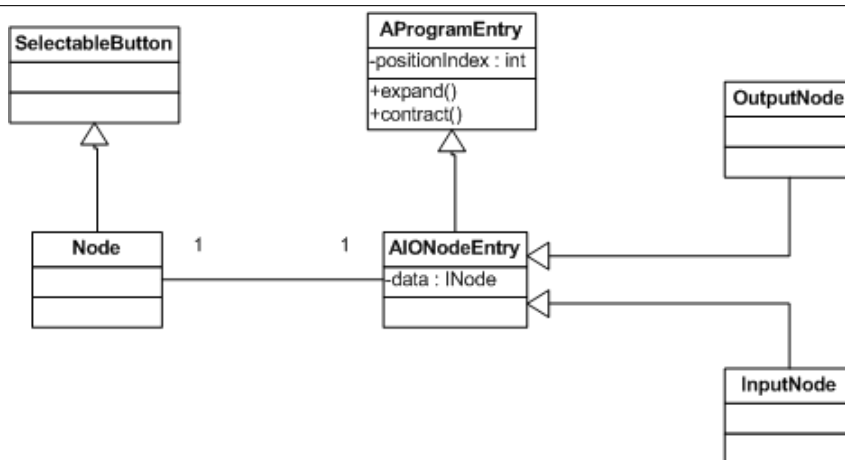 SelectableButton
AProgramEntry
-positionIndex : int
+expand()
+contract()
OutputNode
Node
1
1
AIONodeEntry
-data : INode
InputNode